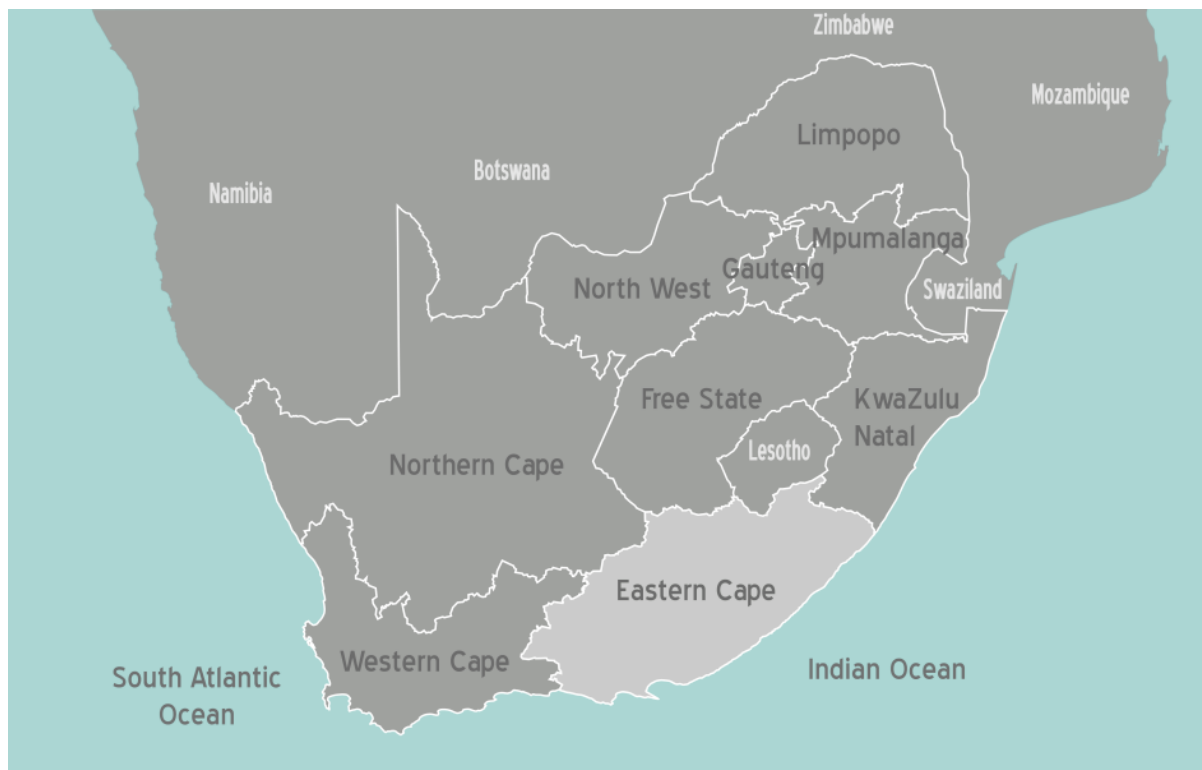 Zimbabwe
Mozambique
Limpopo
Botswana
Namibia
Mpumalanga
Gauteng
North West
Swaziland
Free State
KwaZulu
Natal
Lesotho
Northern Cape
Eastern Cape
Western Cape
Indian Ocean
South Atlantic
Ocean